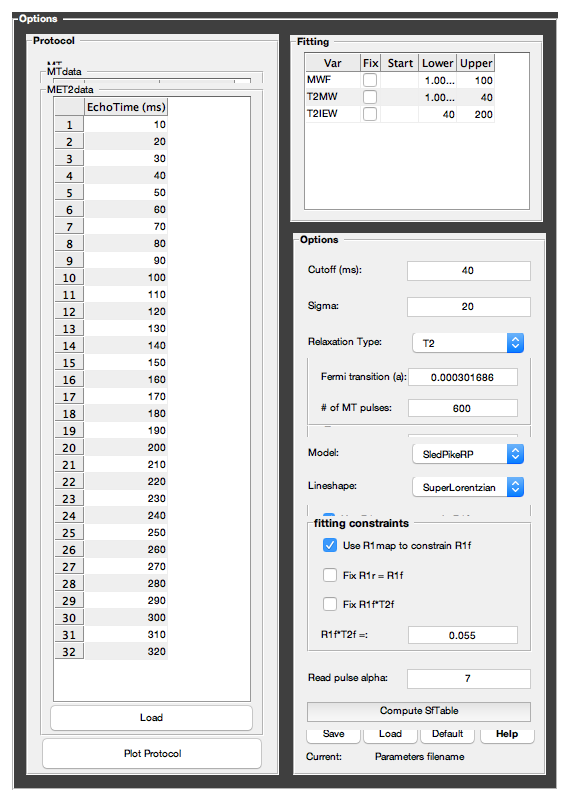 Options
Protocol
MT
MTdata
MET2data
EchoTime (ms)
1 10
2 20
3 30
4 40
5 50
6 60
7 70
8 80
9 90
10 100
11 110
12 120
13 130
14 140
15 150
16 160
17 170
18 180
19 190
20 200
21 210
22 220
23 230
24 240
25 250
26 260
27 270
28 280
29 290
30 300
31 310
32 320
Load
Plot Protocol
Fitting
Var Fix Start Lower Upper
MWF 1.00... 100
T2MW 1.00... 40
T2IEW 40 200
Options
Cutoff (ms): 40
Sigma: 20
Relaxation Type: T2
Fermi transition (a): 0.000301686
# of MT pulses: 600
Model: SledPikeRP
Lineshape: SuperLorentzian
fitting constraints
Use R1map to constrain R1f
Fix R1r = R1f
Fix R1f*T2f
R1f*T2f =: 0.055
Read pulse alpha: 7
Compute SfTable
Save Load Default Help
Current: Parameters filename